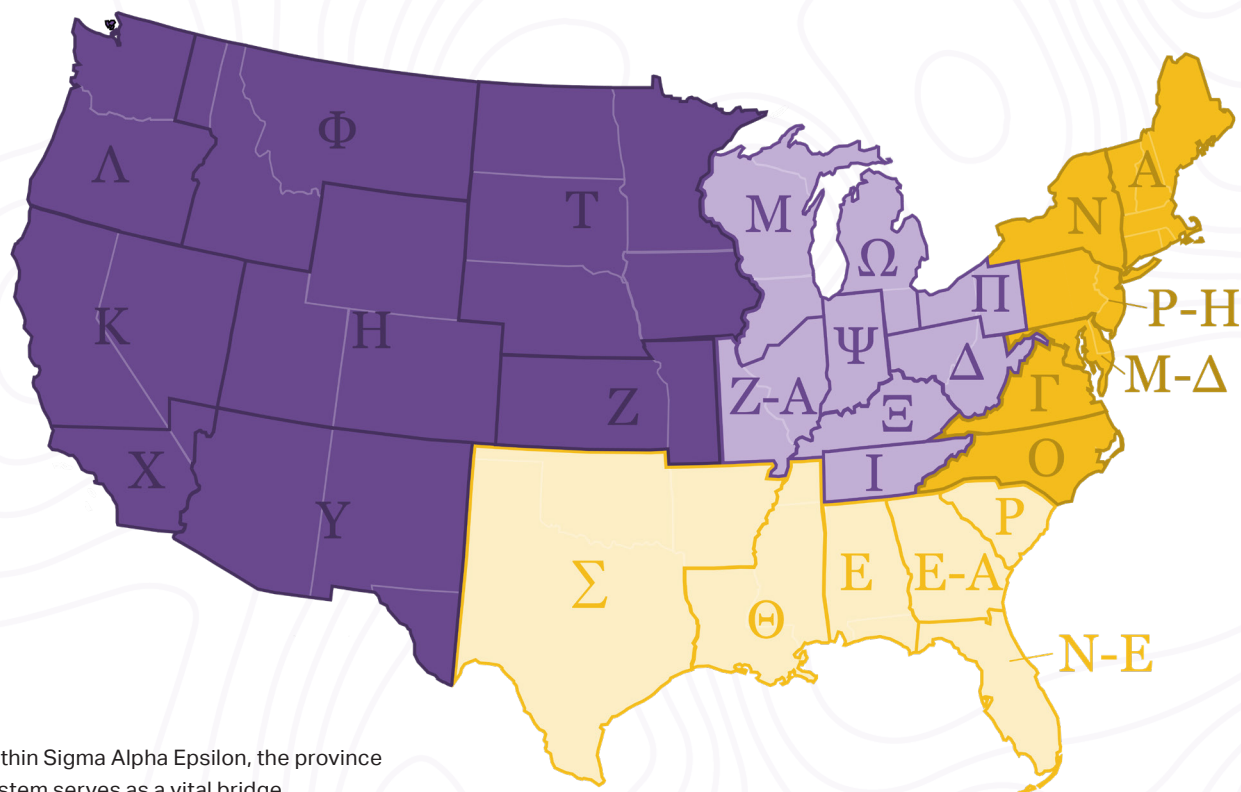 Φ
Λ
Τ
Μ
Α
Ν
Ω
Π
Ρ-Η
Κ
Η
Ψ
Δ
Μ-Δ
Ζ
Ζ-Α
Ξ
Γ
Χ
Ι
Ο
Υ
Ρ
Σ
Θ
Ε
Ε-Α
Ν-Ε
thin Sigma Alpha Epsilon, the province
stem serves as a vital bridge